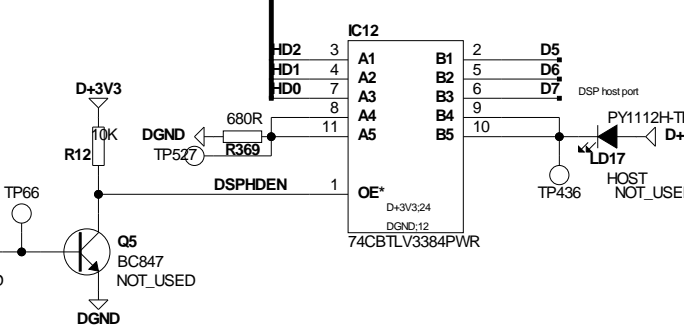 IC12
HD2 3 A1 B1 2 D5
HD1 4 A2 B2 5 D6
HD0 7 A3 B3 6 D7 DSP host port
8 A4 B4 9
11 A5 B5 10
D+3V3
10K
R12
DGND
680R
R369
TP527
PY1112H-T
D+
LD17
HOST
NOT_USE
TP436
DSPHDEN 1 OE*
D+3V3;24
DGND;12
74CBTLV3384PWR
TP66
Q5
BC847
NOT_USED
DGND